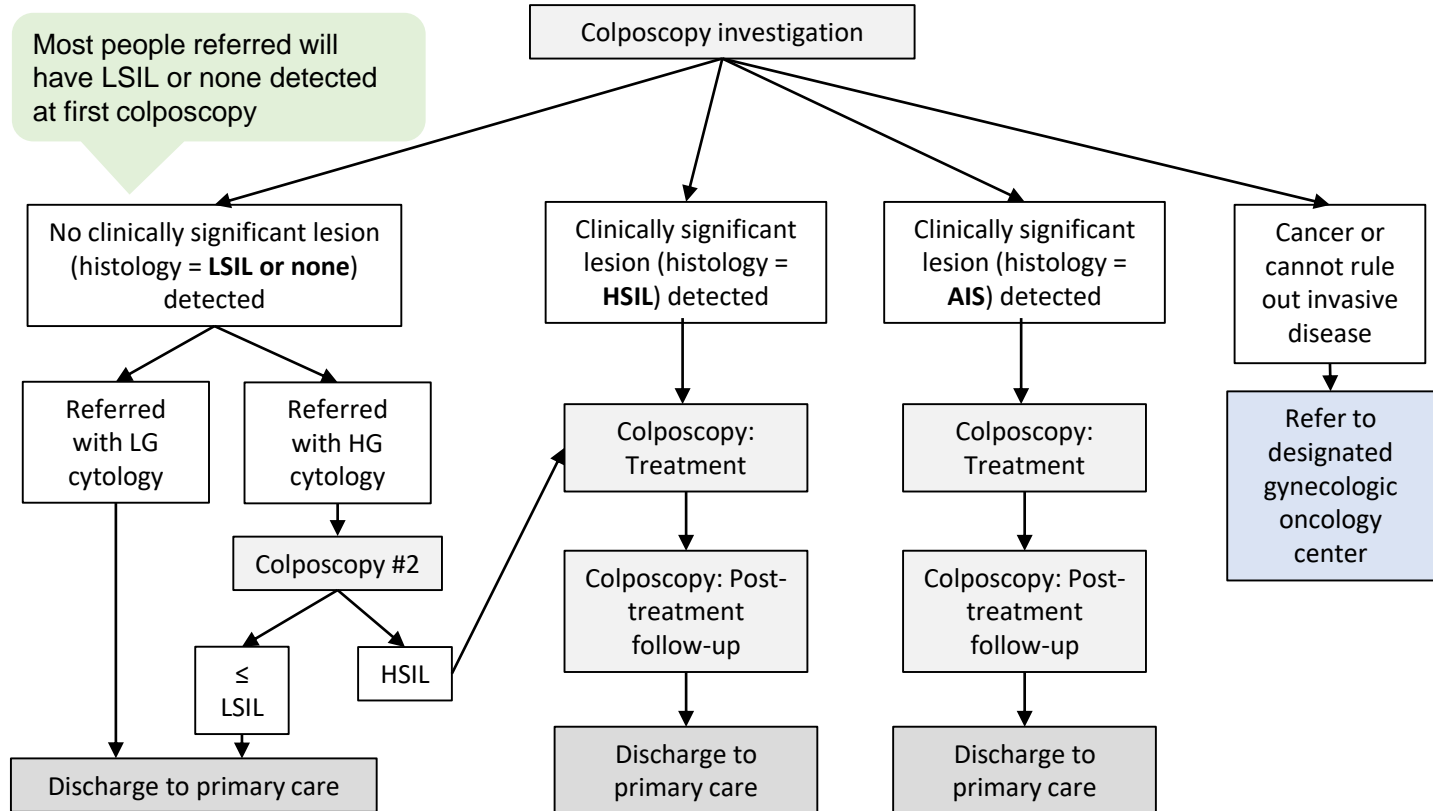 Colposcopy investigation
Most people referred will
have LSIL or none detected
at first colposcopy
No clinically significant lesion
(histology = LSIL or none)
detected
Clinically significant
lesion (histology =
HSIL) detected
Clinically significant
lesion (histology =
AIS) detected
Cancer or
cannot rule
out invasive
disease
Referred
with LG
cytology
Referred
with HG
cytology
Colposcopy:
Treatment
Colposcopy:
Treatment
Refer to
designated
gynecologic
oncology
center
Colposcopy #2
Colposcopy: Post-
treatment
follow-up
Colposcopy: Post-
treatment
follow-up
≤
LSIL
HSIL
Discharge to primary care
Discharge to
primary care
Discharge to
primary care